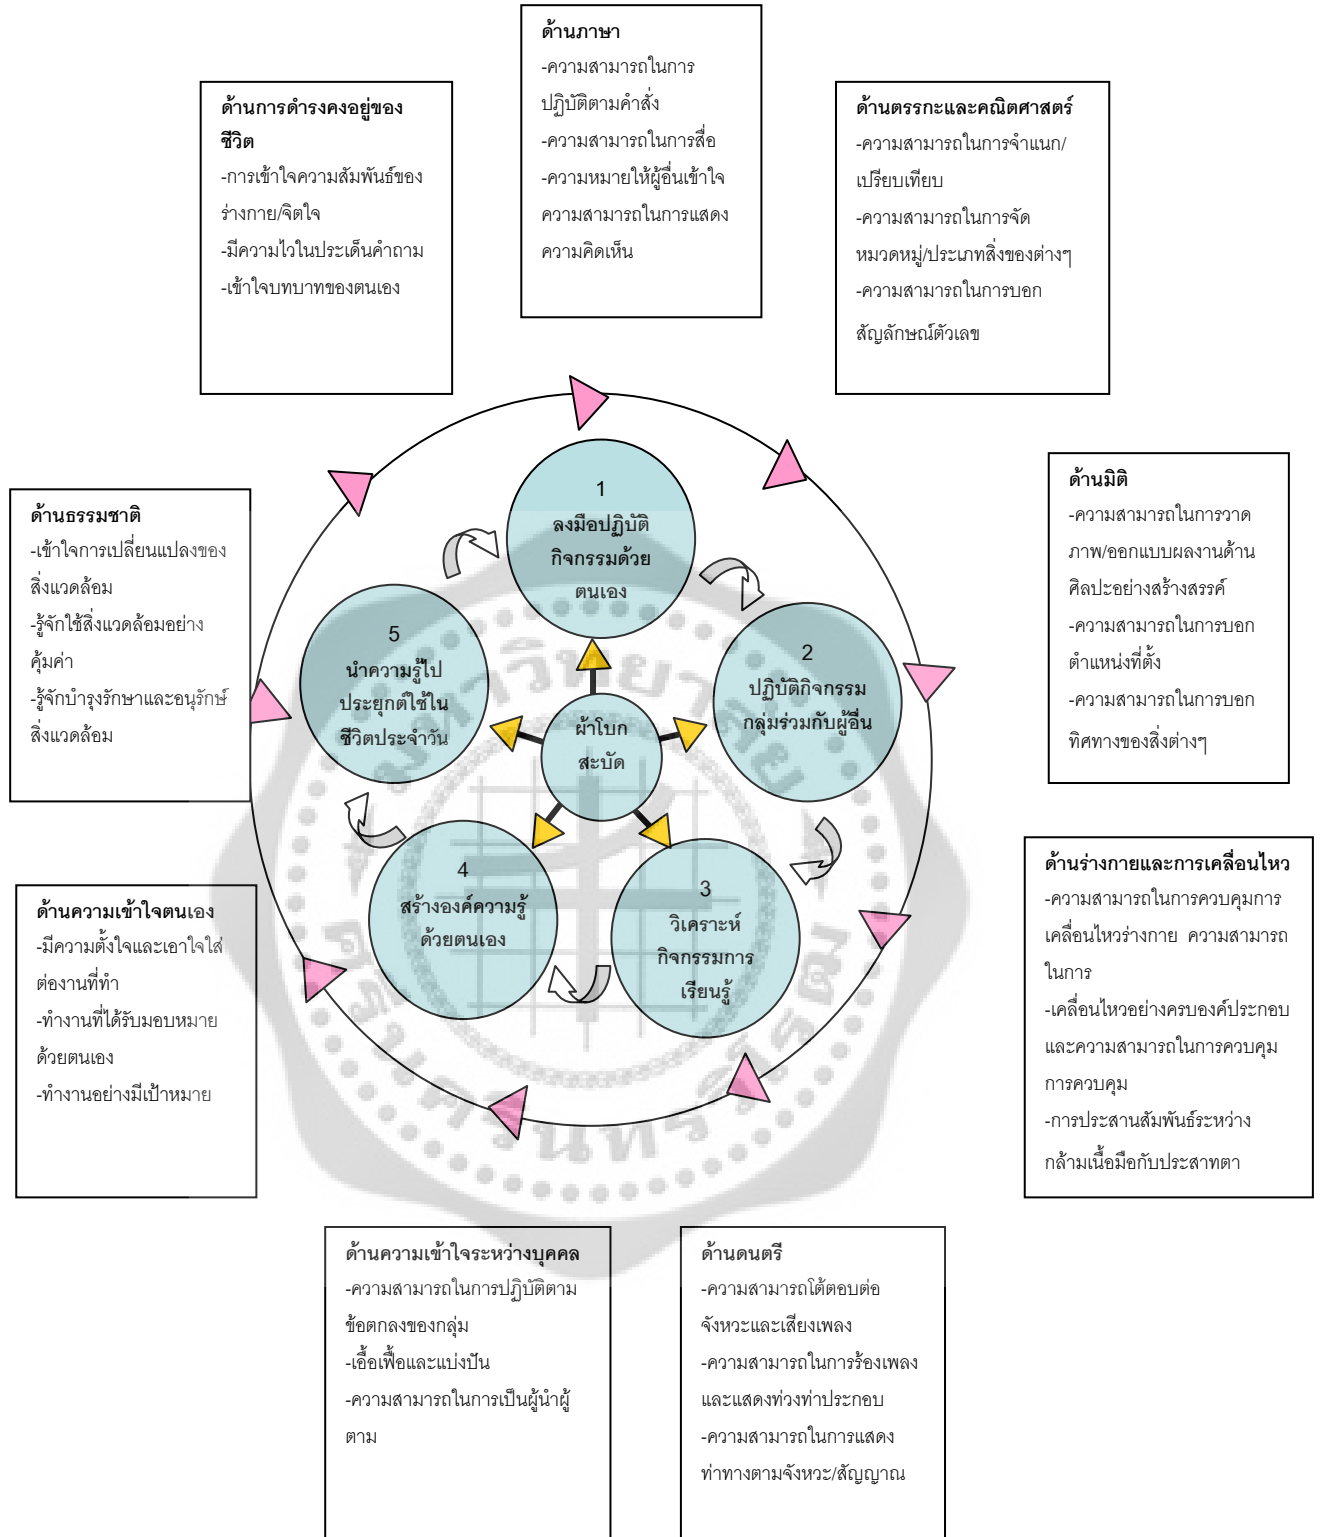 ด้านภาษา
-ความสามารถในการ
ปฏิบัติตามคำสั่ง
-ความสามารถในการสื่อ
-ความหมายให้ผู้อื่นเข้าใจ
ความสามารถในการแสดง
ความคิดเห็น
ด้านการดำรงคงอยู่ของ
ชีวิต
-การเข้าใจความสัมพันธ์ของ
ร่างกาย/จิตใจ
-มีความไวในประเด็นคำถาม
-เข้าใจบทบาทของตนเอง
ด้านตรรกะและคณิตศาสตร์
-ความสามารถในการจำแนก/
เปรียบเทียบ
-ความสามารถในการจัด
หมวดหมู่/ประเภทสิ่งของต่างๆ
-ความสามารถในการบอก
สัญลักษณ์ตัวเลข
ด้านมิติ
-ความสามารถในการวาด
ภาพ/ออกแบบผลงานด้าน
ศิลปะอย่างสร้างสรรค์
-ความสามารถในการบอก
ตำแหน่งที่ตั้ง
-ความสามารถในการบอก
ทิศทางของสิ่งต่างๆ
ด้านธรรมชาติ
-เข้าใจการเปลี่ยนแปลงของ
สิ่งแวดล้อม
-รู้จักใช้สิ่งแวดล้อมอย่าง
คุ้มค่า
-รู้จักบำรุงรักษาและอนุรักษ์
สิ่งแวดล้อม
1
ลงมือปฏิบัติ
กิจกรรมด้วย
ตนเอง
2
ปฏิบัติกิจกรรม
กลุ่มร่วมกับผู้อื่น
3
วิเคราะห์
กิจกรรมการ
เรียนรู้
4
สร้างองค์ความรู้
ด้วยตนเอง
5
นำความรู้ไป
ประยุกต์ใช้ใน
ชีวิตประจำวัน
ผ้าโบก
สะบัด
ด้านร่างกายและการเคลื่อนไหว
-ความสามารถในการควบคุมการ
เคลื่อนไหวร่างกาย ความสามารถ
ในการ
-เคลื่อนไหวอย่างครบองค์ประกอบ
และความสามารถในการควบคุม
การควบคุม
-การประสานสัมพันธ์ระหว่าง
กล้ามเนื้อมือกับประสาทตา
ด้านความเข้าใจตนเอง
-มีความตั้งใจและเอาใจใส่
ต่องานที่ทำ
-ทำงานที่ได้รับมอบหมาย
ด้วยตนเอง
-ทำงานอย่างมีเป้าหมาย
ด้านความเข้าใจระหว่างบุคคล
-ความสามารถในการปฏิบัติตาม
ข้อตกลงของกลุ่ม
-เอื้อเฟื้อและแบ่งปัน
-ความสามารถในการเป็นผู้นำผู้
ตาม
ด้านดนตรี
-ความสามารถโต้ตอบต่อ
จังหวะและเสียงเพลง
-ความสามารถในการร้องเพลง
และแสดงท่วงท่าประกอบ
-ความสามารถในการแสดง
ท่าทางตามจังหวะ/สัญญาณ